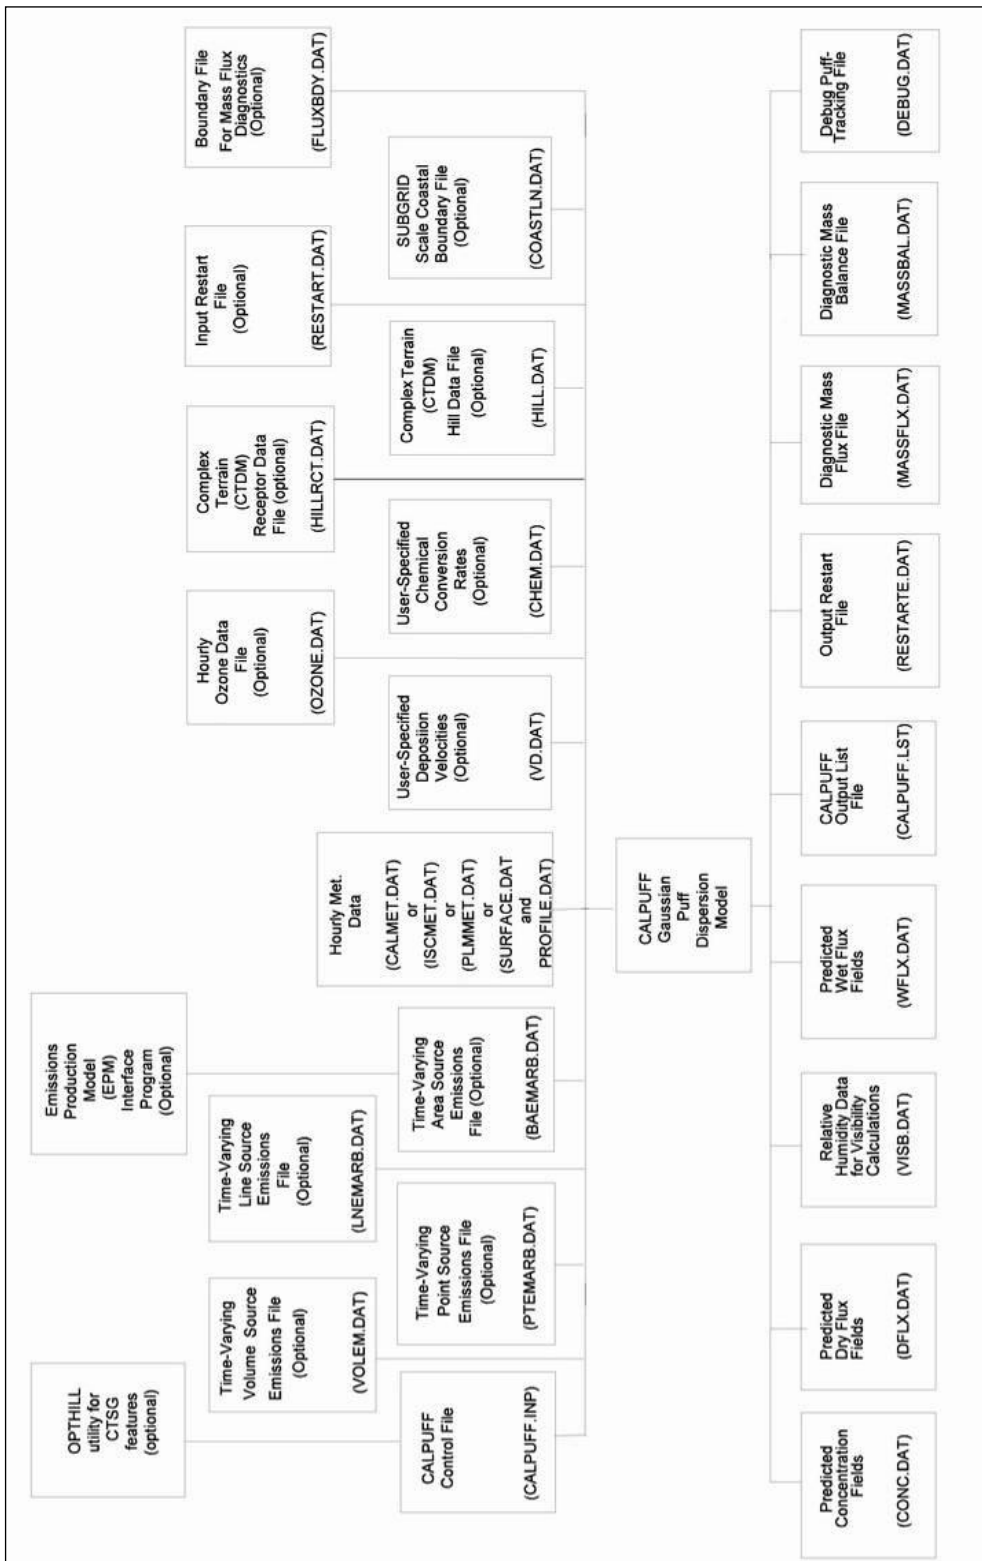 OPTHILL
utility for
CTSG
features
(optional)
Emissions
Production
Model
(EPM)
Interface
Program
(Optional)
Time-Varying
Volume Source
Emissions File
(Optional)
(VOLEM.DAT)
Time-Varying
Line Source
Emissions
File
(Optional)
(LNEMARB.DAT)
Hourly
Ozone Data
File
(Optional)
(OZONE.DAT)
Complex
Terrain
(CTDM)
Receptor Data
File (optional)
(HILLRCT.DAT)
Input Restart
File
(Optional)
(RESTART.DAT)
Boundary File
For Mass Flux
Diagnostics
(Optional)
(FLUXBDY.DAT)
CALPUFF
Control File
(CALPUFF.INP)
Time-Varying
Point Source
Emissions File
(Optional)
(PTEMARB.DAT)
Time-Varying
Area Source
Emissions
File (Optional)
(BAEMARB.DAT)
Hourly Met.
Data
(CALMET.DAT)
or
(ISCMET.DAT)
or
(PLMMET.DAT)
or
(SURFACE.DAT
and
PROFILE.DAT)
User-Specified
Deposiion
Velocities
(Optional)
(VD.DAT)
User-Specified
Chemical
Conversion
Rates
(Optional)
(CHEM.DAT)
Complex Terrain
(CTDM)
Hill Data File
(Optional)
(HILL.DAT)
SUBGRID
Scale Coastal
Boundary File
(Optional)
(COASTLN.DAT)
CALPUFF
Gaussian
Puff
Dispersion
Model
Predicted
Concentration
Fields
(CONC.DAT)
Predicted
Dry Flux
Fields
(DFLX.DAT)
Relative
Humidity Data
for Visibility
Calculations
(VISB.DAT)
Predicted
Wet Flux
Fields
(WFLX.DAT)
CALPUFF
Output List
File
(CALPUFF.LST)
Output Restart
File
(RESTARTE.DAT)
Diagnostic Mass
Flux File
(MASSFLX.DAT)
Diagnostic Mass
Balance File
(MASSBAL.DAT)
Debug Puff-
Tracking File
(DEBUG.DAT)